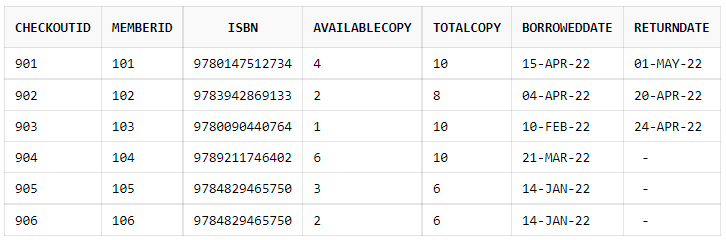 CHECKOUTID MEMBERID ISBN AVAILABLECOPY TOTALCOPY BORROWEDDATE RETURNDATE
901 101 9780147512734 4 10 15-APR-22 01-MAY-22
902 102 9783942869133 2 8 04-APR-22 20-APR-22
903 103 9780090440764 1 10 10-FEB-22 24-APR-22
904 104 9789211746402 6 10 21-MAR-22 -
905 105 9784829465750 3 6 14-JAN-22 -
906 106 9784829465750 2 6 14-JAN-22 -